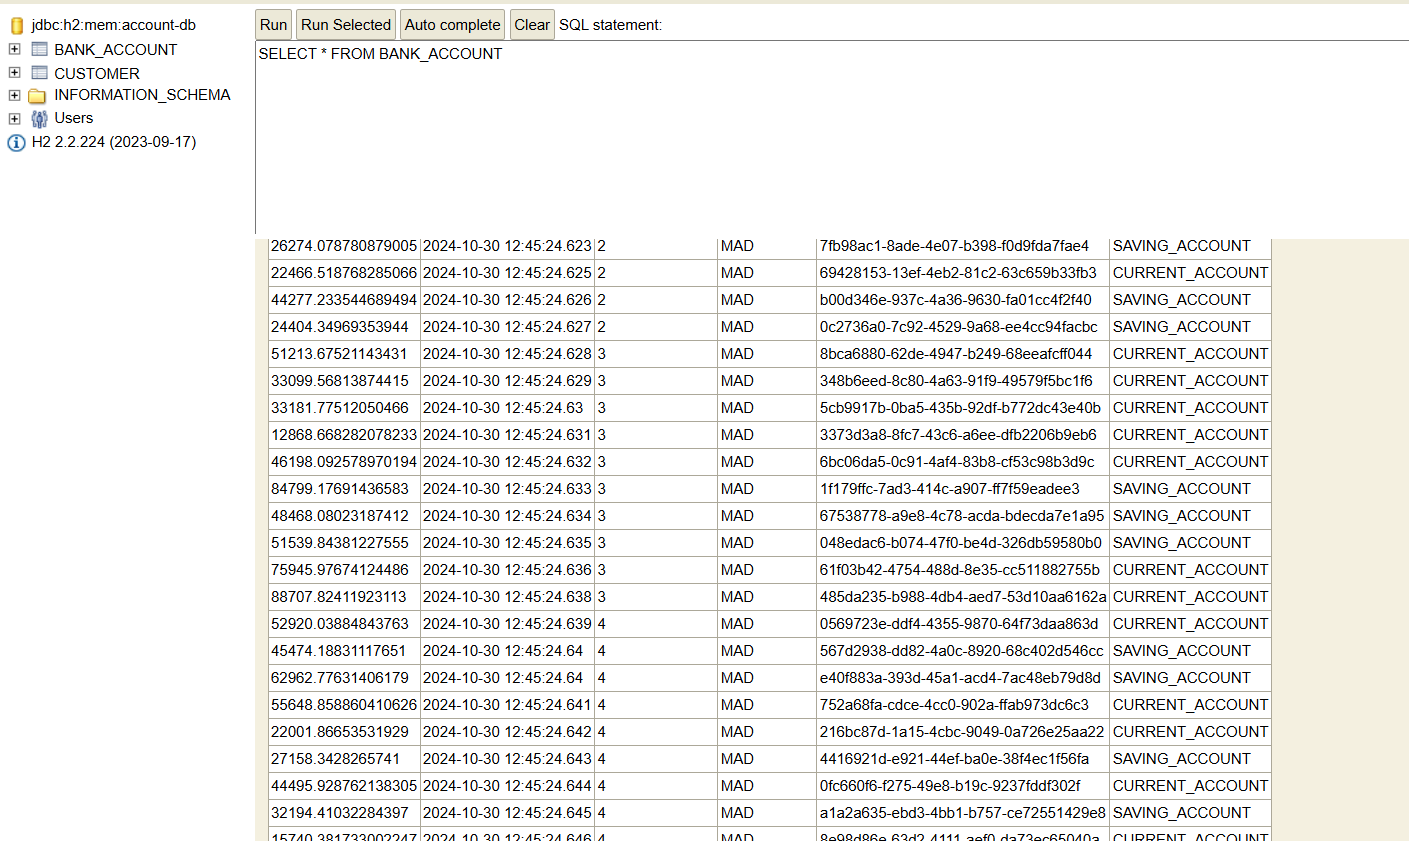 jdbc:h2:mem:account-db
BANK_ACCOUNT
CUSTOMER
INFORMATION_SCHEMA
Users
H2 2.2.224 (2023-09-17)
Run Run Selected Auto complete Clear SQL statement:
SELECT * FROM BANK_ACCOUNT
26274.078780879005 2024-10-30 12:45:24.623 2 MAD 7fb98ac1-8ade-4e07-b398-f0d9fda7fae4 SAVING_ACCOUNT
22466.518768285066 2024-10-30 12:45:24.625 2 MAD 69428153-13ef-4eb2-81c2-63c659b33fb3 CURRENT_ACCOUNT
44277.233544689494 2024-10-30 12:45:24.626 2 MAD b00d346e-937c-4a36-9630-fa01cc4f2f40 SAVING_ACCOUNT
24404.34969353944 2024-10-30 12:45:24.627 2 MAD 0c2736a0-7c92-4529-9a68-ee4cc94facbc SAVING_ACCOUNT
51213.67521143431 2024-10-30 12:45:24.628 3 MAD 8bca6880-62de-4947-b249-68eeafcff044 CURRENT_ACCOUNT
33099.56813874415 2024-10-30 12:45:24.629 3 MAD 348b6eed-8c80-4a63-91f9-49579f5bc1f6 CURRENT_ACCOUNT
33181.77512050466 2024-10-30 12:45:24.63 3 MAD 5cb9917b-0ba5-435b-92df-b772dc43e40b CURRENT_ACCOUNT
12868.668282078233 2024-10-30 12:45:24.631 3 MAD 3373d3a8-8fc7-43c6-a6ee-dfb2206b9eb6 CURRENT_ACCOUNT
46198.092578970194 2024-10-30 12:45:24.632 3 MAD 6bc06da5-0c91-4af4-83b8-cf53c98b3d9c CURRENT_ACCOUNT
84799.17691436583 2024-10-30 12:45:24.633 3 MAD 1f179ffc-7ad3-414c-a907-ff7f59eadee3 SAVING_ACCOUNT
48468.08023187412 2024-10-30 12:45:24.634 3 MAD 67538778-a9e8-4c78-acda-bdecda7e1a95 SAVING_ACCOUNT
51539.84381227555 2024-10-30 12:45:24.635 3 MAD 048edac6-b074-47f0-be4d-326db59580b0 SAVING_ACCOUNT
75945.97674124486 2024-10-30 12:45:24.636 3 MAD 61f03b42-4754-488d-8e35-cc511882755b CURRENT_ACCOUNT
88707.82411923113 2024-10-30 12:45:24.638 3 MAD 485da235-b988-4db4-aed7-53d10aa6162a CURRENT_ACCOUNT
52920.03884843763 2024-10-30 12:45:24.639 4 MAD 0569723e-ddf4-4355-9870-64f73daa863d CURRENT_ACCOUNT
45474.18831117651 2024-10-30 12:45:24.64 4 MAD 567d2938-dd82-4a0c-8920-68c402d546cc SAVING_ACCOUNT
62962.77631406179 2024-10-30 12:45:24.64 4 MAD e40f883a-393d-45a1-acd4-7ac48eb79d8d SAVING_ACCOUNT
55648.858860410626 2024-10-30 12:45:24.641 4 MAD 752a68fa-cdce-4cc0-902a-ffab973dc6c3 CURRENT_ACCOUNT
22001.86653531929 2024-10-30 12:45:24.642 4 MAD 216bc87d-1a15-4cbc-9049-0a726e25aa22 CURRENT_ACCOUNT
27158.3428265741 2024-10-30 12:45:24.643 4 MAD 4416921d-e921-44ef-ba0e-38f4ec1f56fa SAVING_ACCOUNT
44495.928762138305 2024-10-30 12:45:24.644 4 MAD 0fc660f6-f275-49e8-b19c-9237fddf302f CURRENT_ACCOUNT
32194.41032284397 2024-10-30 12:45:24.645 4 MAD a1a2a635-ebd3-4bb1-b757-ce72551429e8 SAVING_ACCOUNT
15740.381733002247 2024-10-30 12:45:24.646 4 MAD 8e98d86e-63d2-4111-aef0-da73ec65040a CURRENT_ACCOUNT